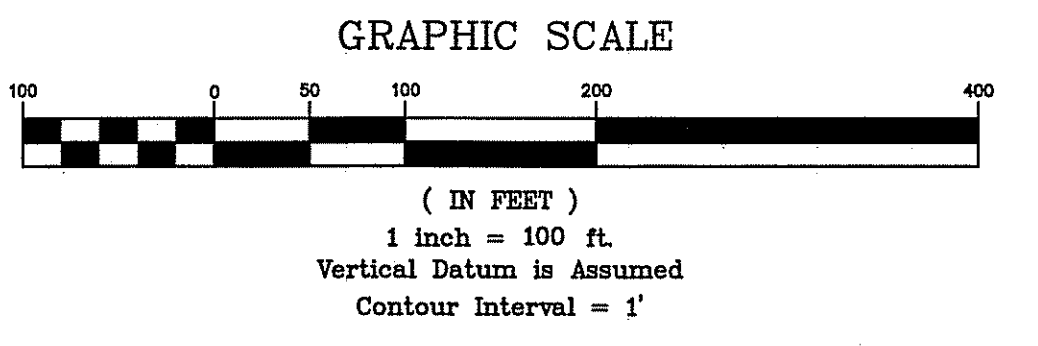 GRAPHIC SCALE
100 0 50 100 200 400
( IN FEET )
1 inch = 100 ft.
Vertical Datum is Assumed
Contour Interval = 1'